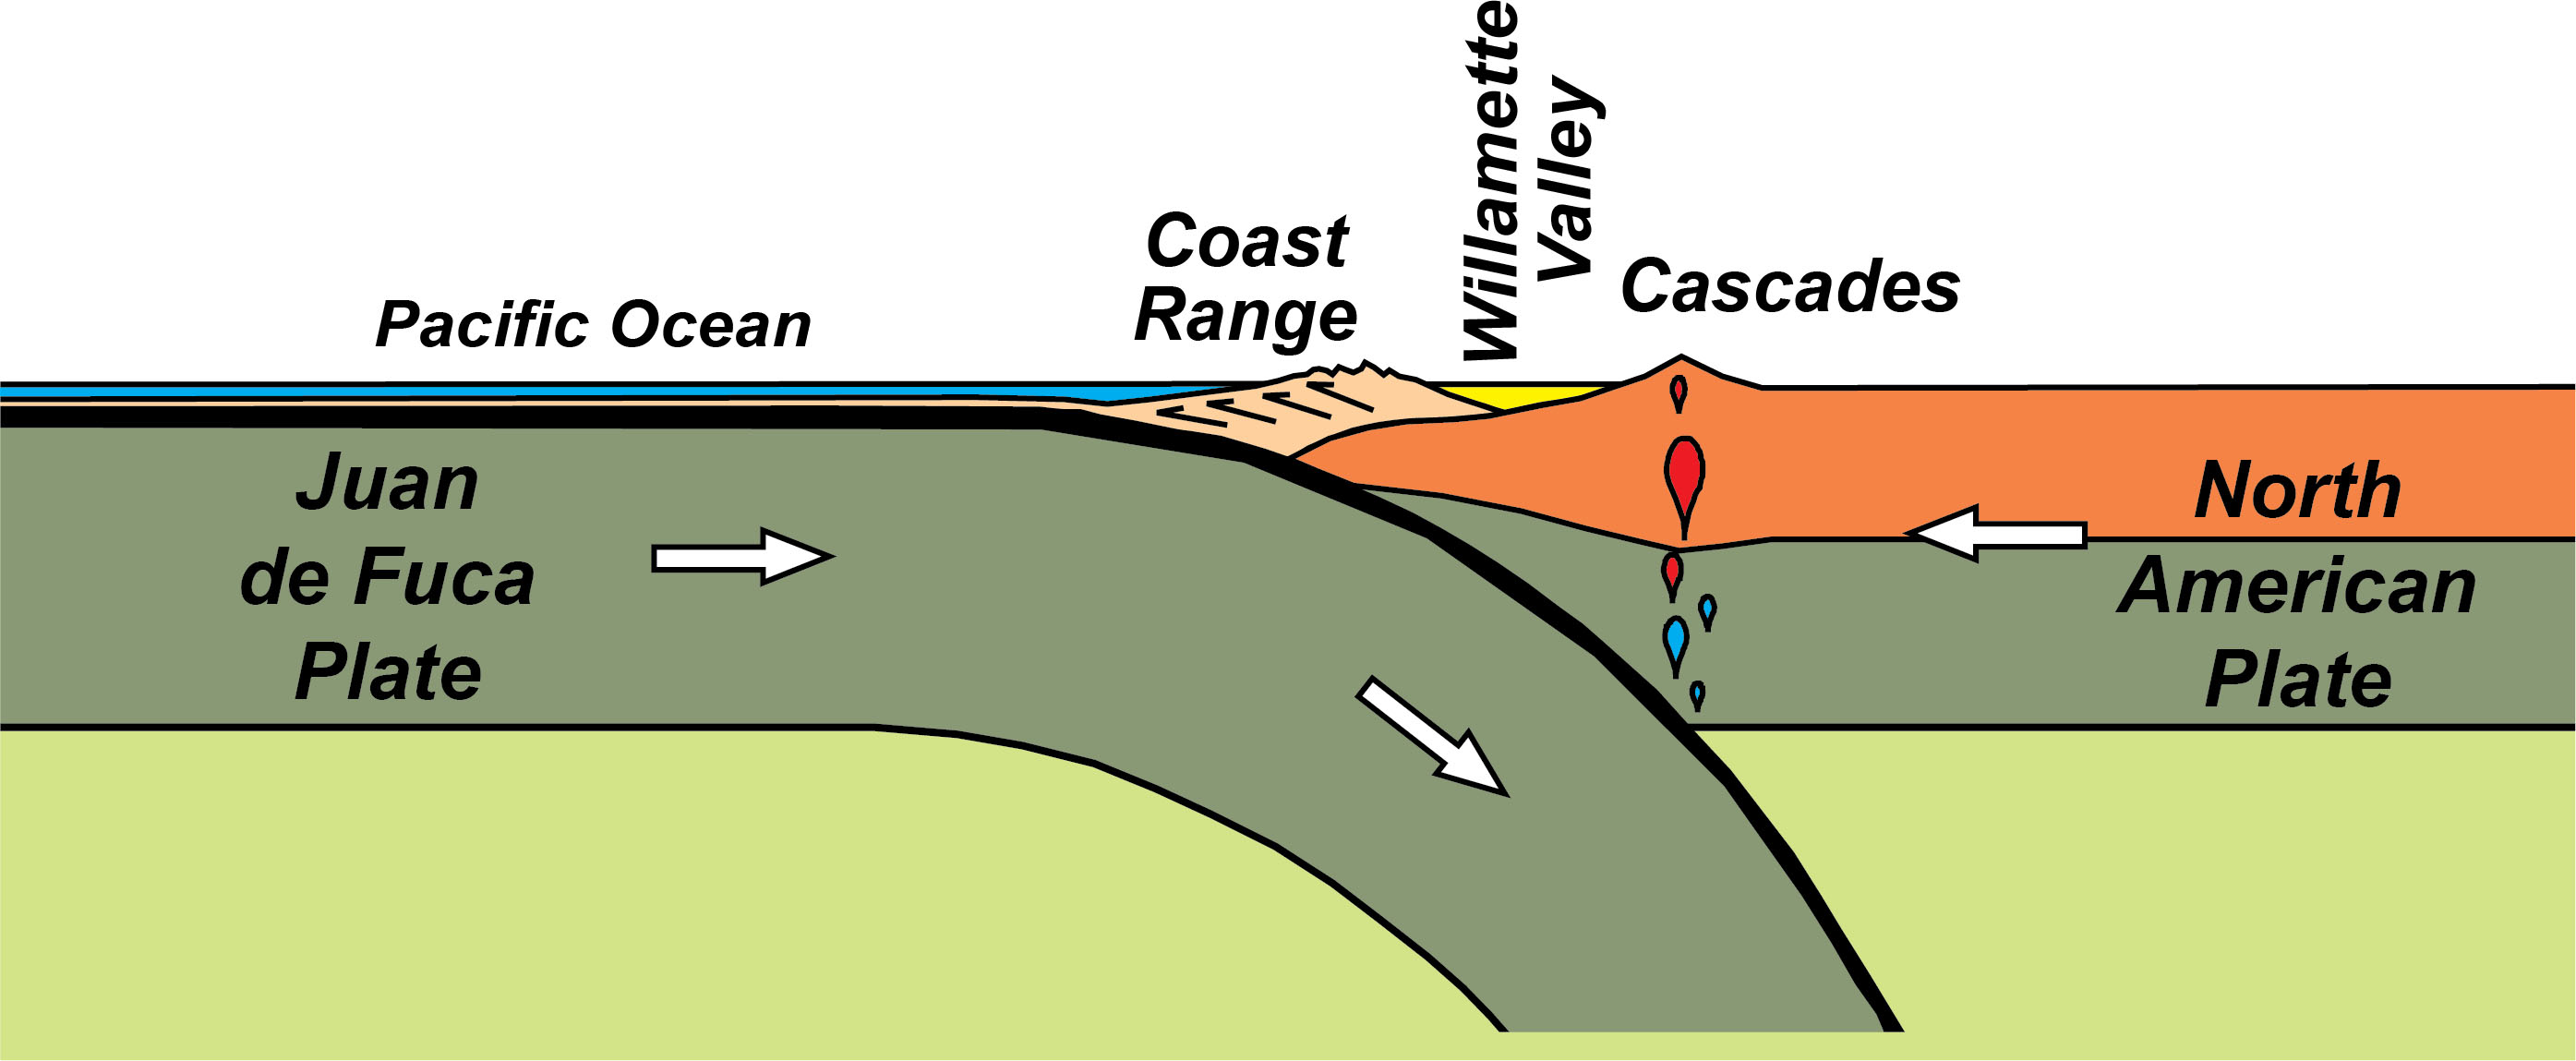 Willamette
Valley
Coast
Range
Cascades
Pacific Ocean
Juan
de Fuca
Plate
North
American
Plate